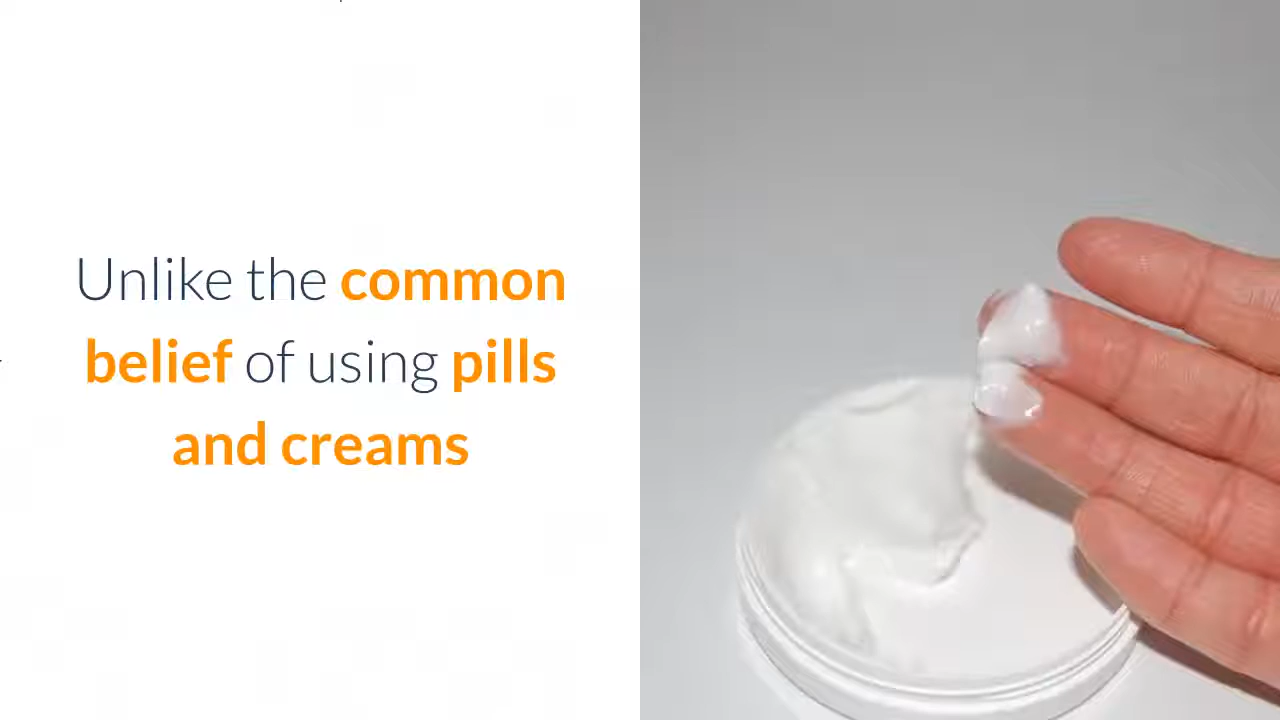 Unlike the common
belief of using pills
and creams